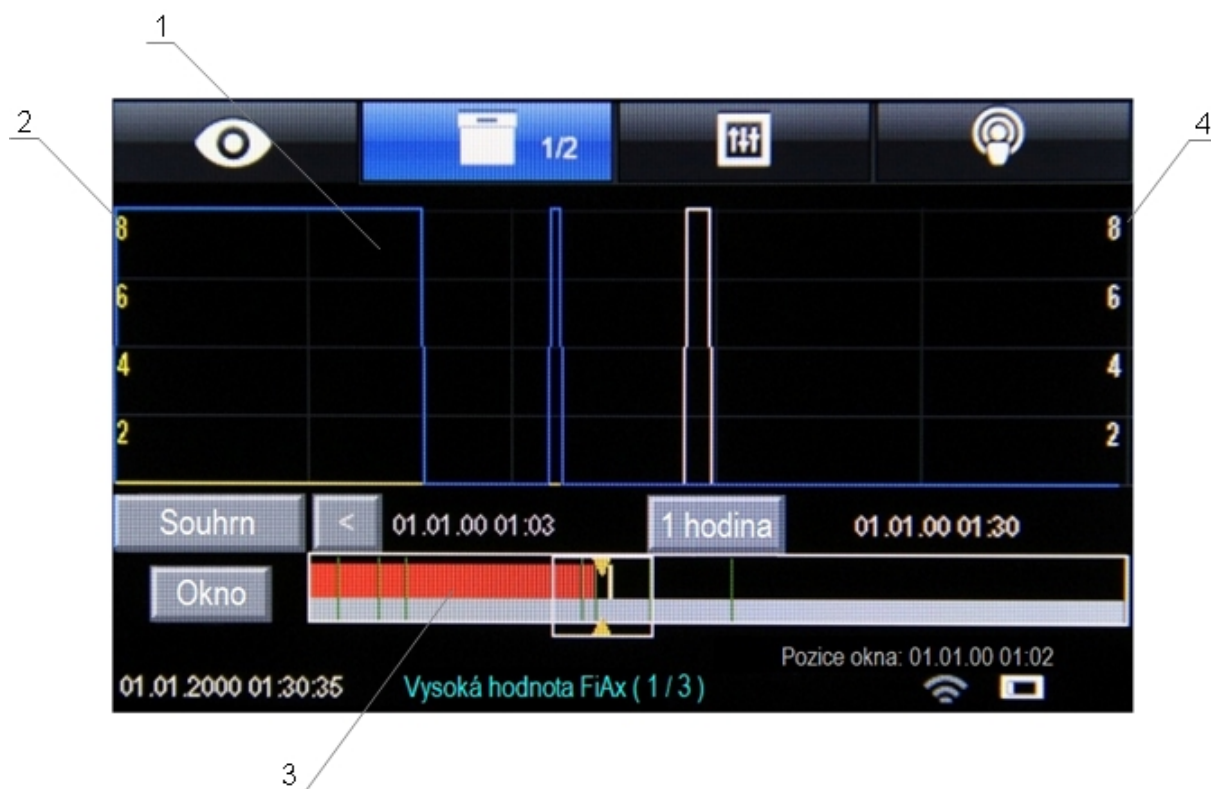 1
2
4
1/2
8 8
6 6
4 4
2 2
Souhrn < 01.01.00 01:03 1 hodina 01.01.00 01:30
Okno
Pozice okna: 01.01.00 01:02
01.01.2000 01:30:35 Vysoká hodnota FiAx ( 1 / 3 )
3